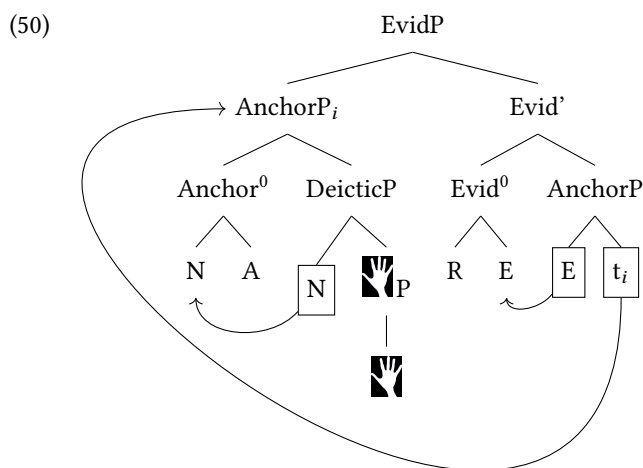 (50) EvidP
AnchorPᵢ Evid’
Anchor⁰ DeicticP Evid⁰ AnchorP
N A N P R E E tᵢ